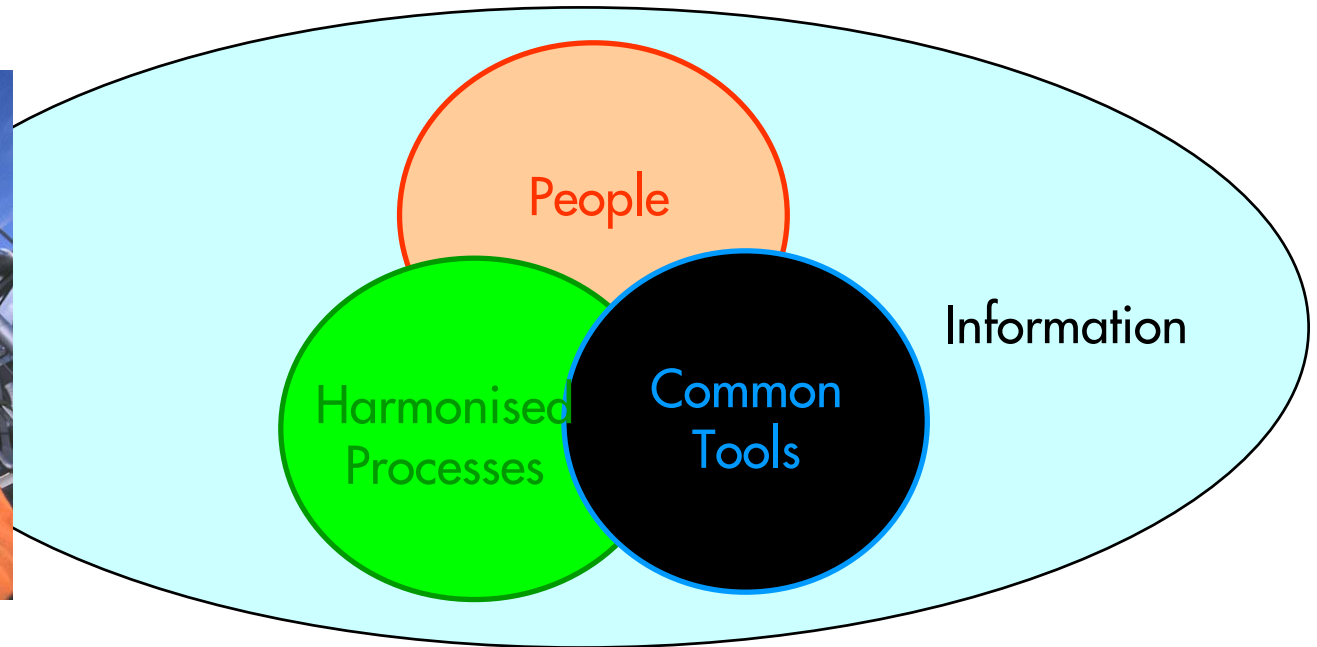 People
Information
Harmonised
Processes
Common
Tools